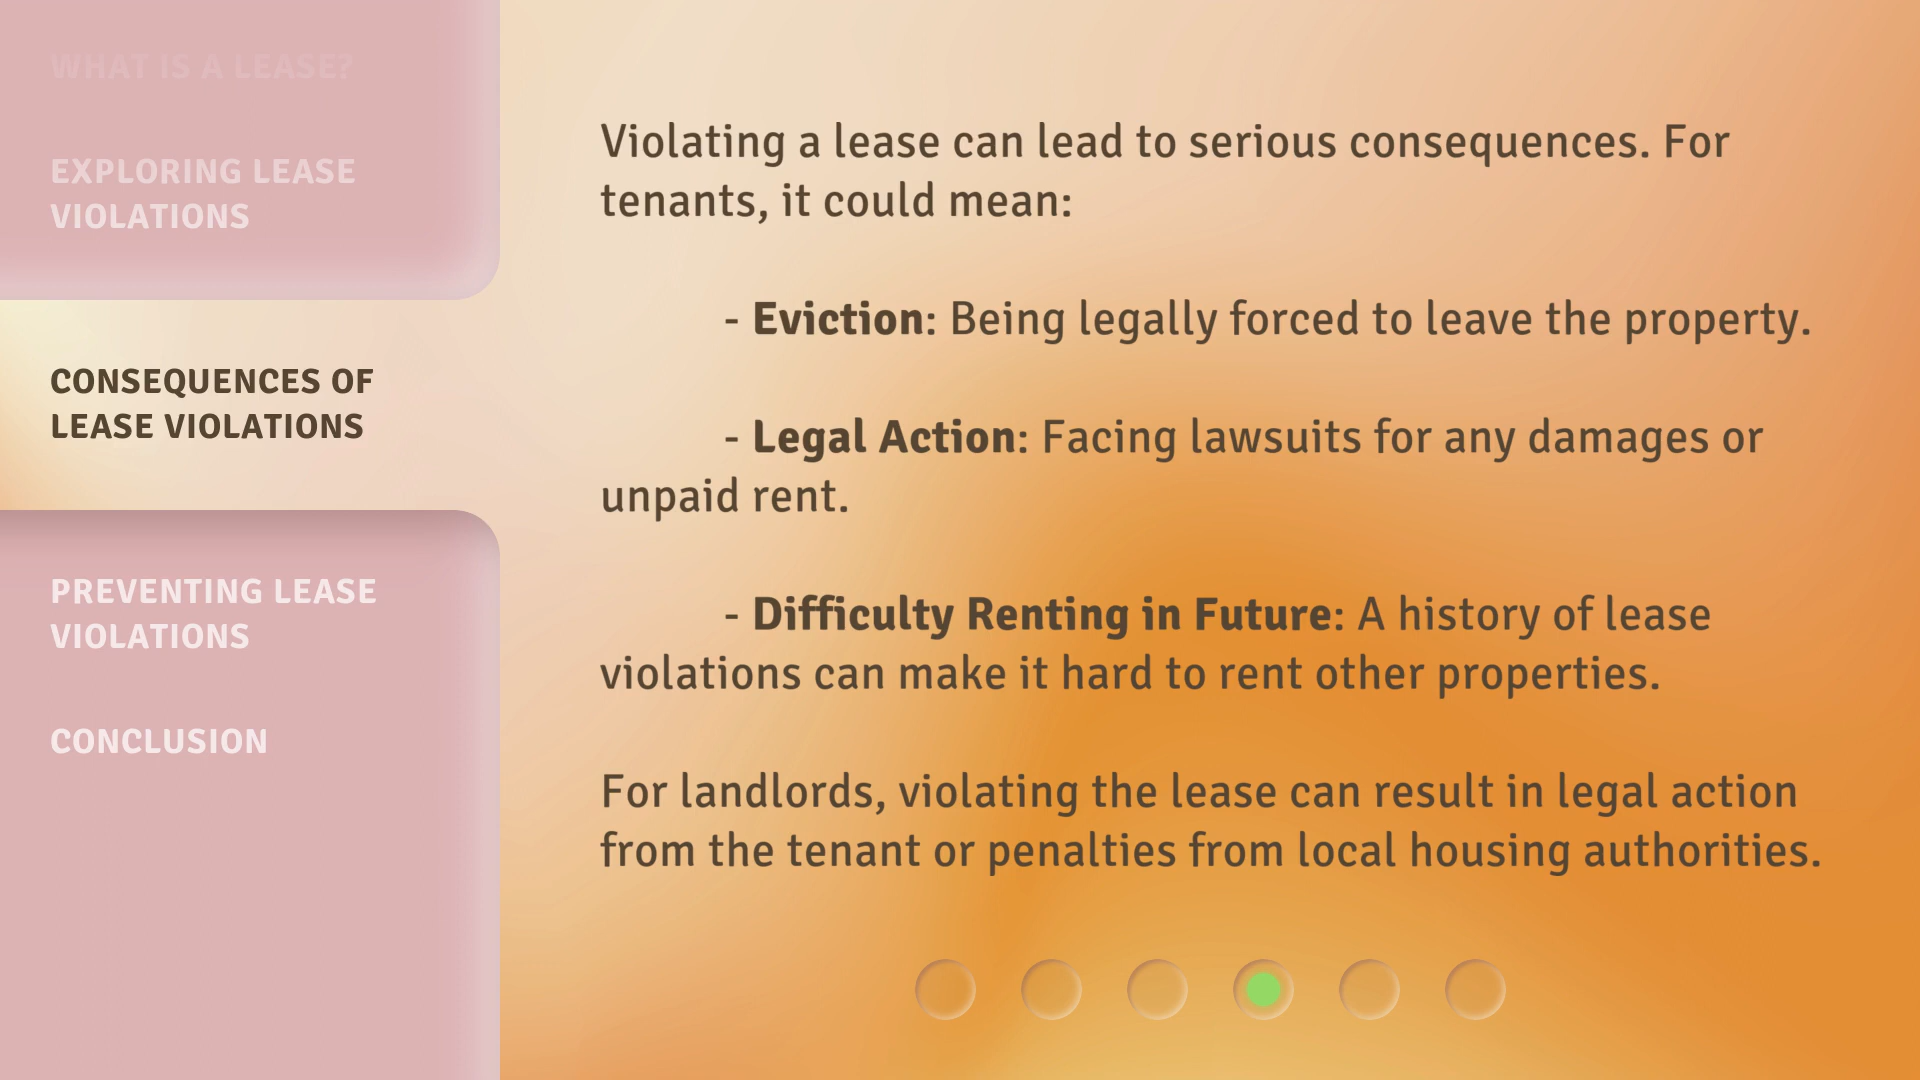 WHAT IS A LEASE?
EXPLORING LEASE
VIOLATIONS
CONSEQUENCES OF
LEASE VIOLATIONS
PREVENTING LEASE
VIOLATIONS
CONCLUSION
Violating a lease can lead to serious consequences. For
tenants, it could mean:
- Eviction: Being legally forced to leave the property.
- Legal Action: Facing lawsuits for any damages or
unpaid rent.
- Difficulty Renting in Future: A history of lease
violations can make it hard to rent other properties.
For landlords, violating the lease can result in legal action
from the tenant or penalties from local housing authorities.